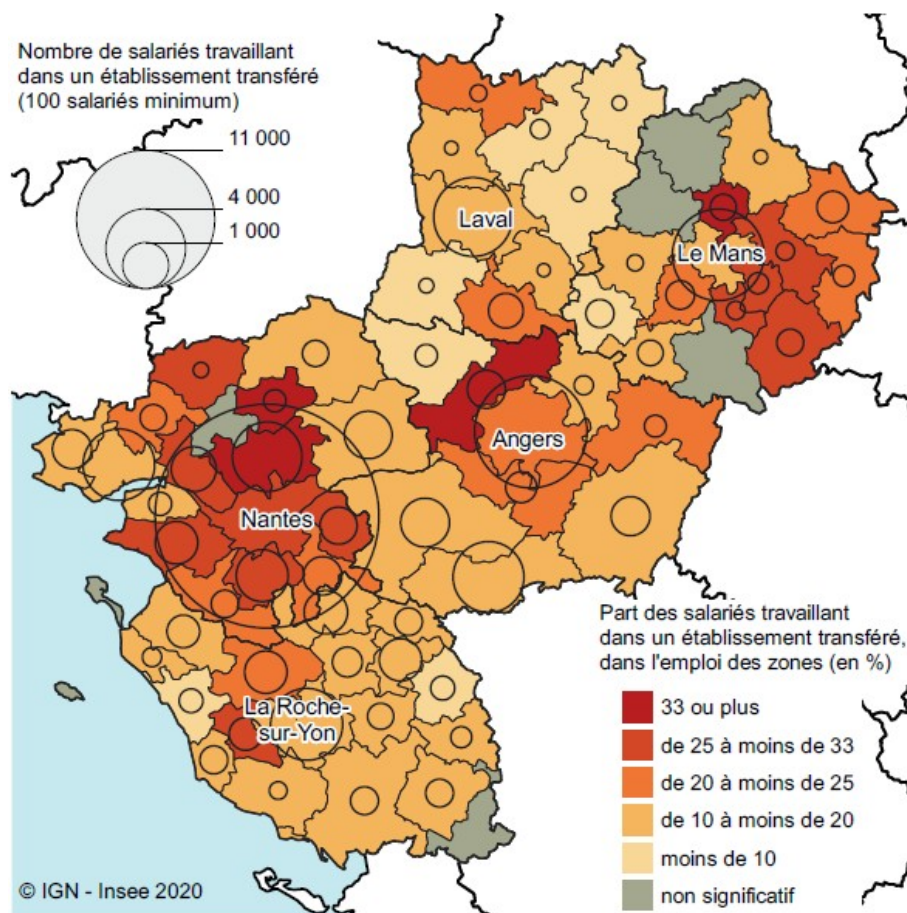 Nombre de salariés travaillant
dans un établissement transféré
(100 salariés minimum)
11 000
4 000
1 000
Laval
Le Mans
Angers
Nantes
La Roche-
sur-Yon
Part des salariés travaillant
dans un établissement transféré,
dans l'emploi des zones (en %)
33 ou plus
de 25 à moins de 33
de 20 à moins de 25
de 10 à moins de 20
moins de 10
non significatif
© IGN - Insee 2020